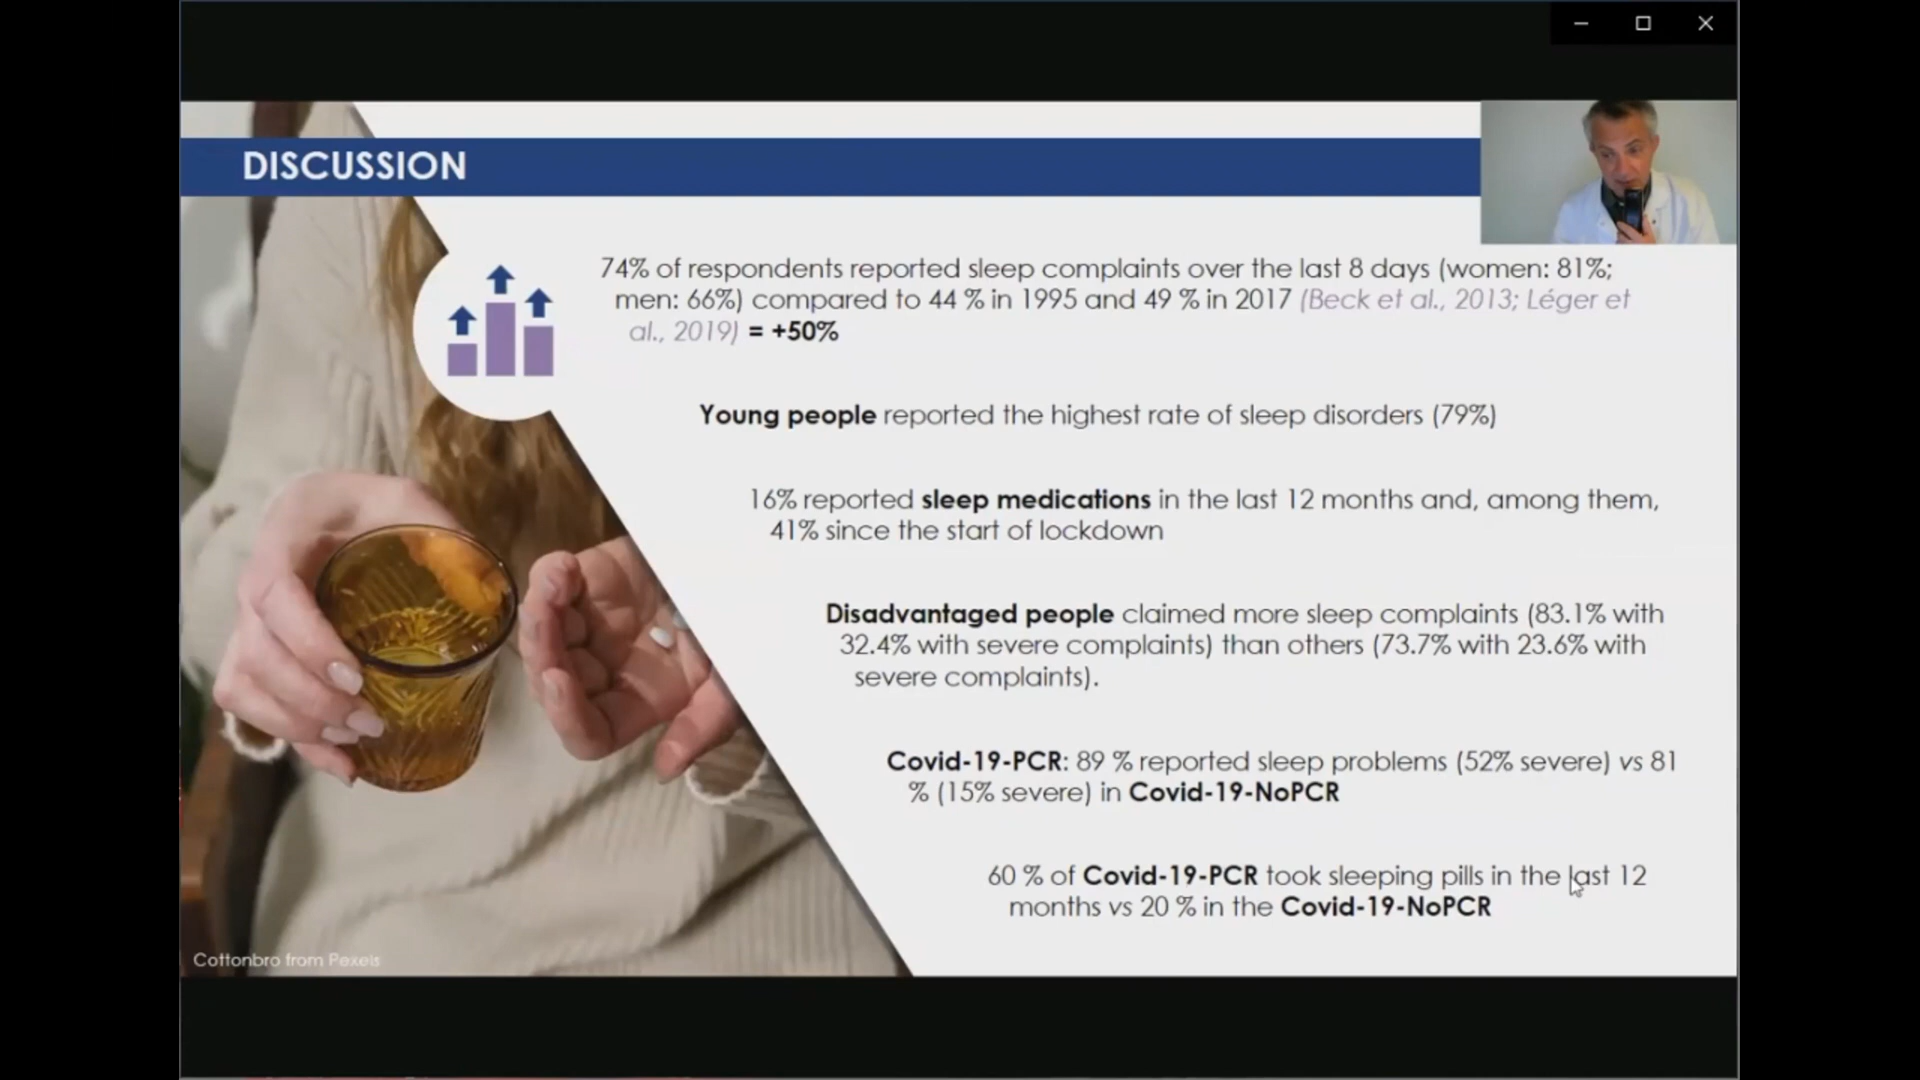 DISCUSSION
74% of respondents reported sleep complaints over the last 8 days (women: 81%;
men: 66%) compared to 44 % in 1995 and 49 % in 2017 (Beck et al., 2013; Léger et
al., 2019) = +50%
Young people reported the highest rate of sleep disorders (79%)
16% reported sleep medications in the last 12 months and, among them,
41% since the start of lockdown
Disadvantaged people claimed more sleep complaints (83.1% with
32.4% with severe complaints) than others (73.7% with 23.6% with
severe complaints).
Covid-19-PCR: 89 % reported sleep problems (52% severe) vs 81
% (15% severe) in Covid-19-NoPCR
60 % of Covid-19-PCR took sleeping pills in the last 12
months vs 20 % in the Covid-19-NoPCR
Cottonbro from Pexels